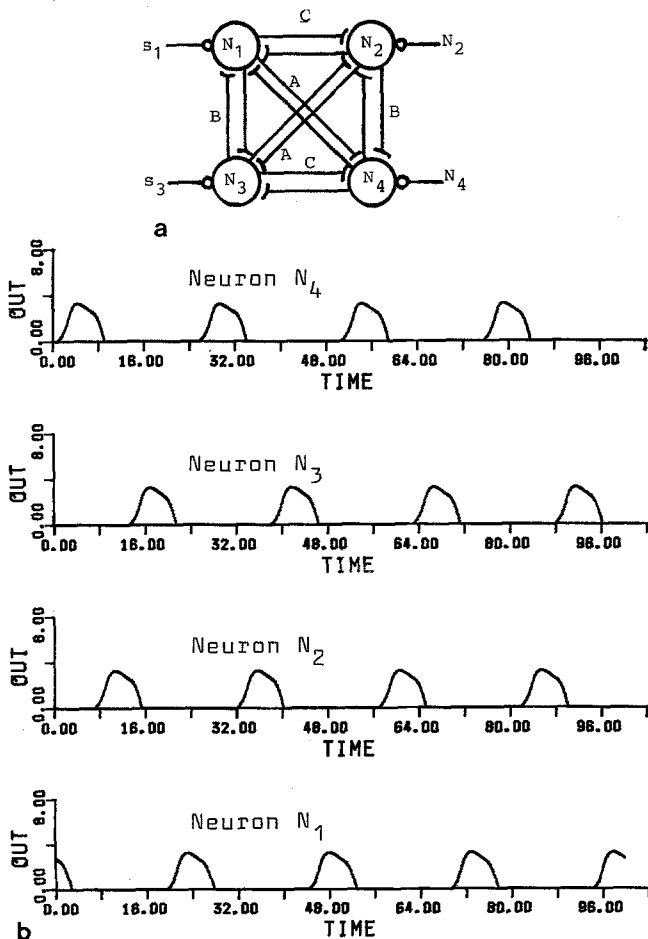 C
s₁ N₁ N₂ N₂
A
B B
A
C
s₃ N₃ N₄ N₄
a
OUT 0.00 8.00
Neuron N₄
0.00 16.00 32.00 48.00 64.00 80.00 96.00
TIME
OUT 0.00 8.00
Neuron N₃
0.00 16.00 32.00 48.00 64.00 80.00 96.00
TIME
OUT 0.00 8.00
Neuron N₂
0.00 16.00 32.00 48.00 64.00 80.00 96.00
TIME
OUT 0.00 8.00
Neuron N₁
0.00 16.00 32.00 48.00 64.00 80.00 96.00
TIME
b